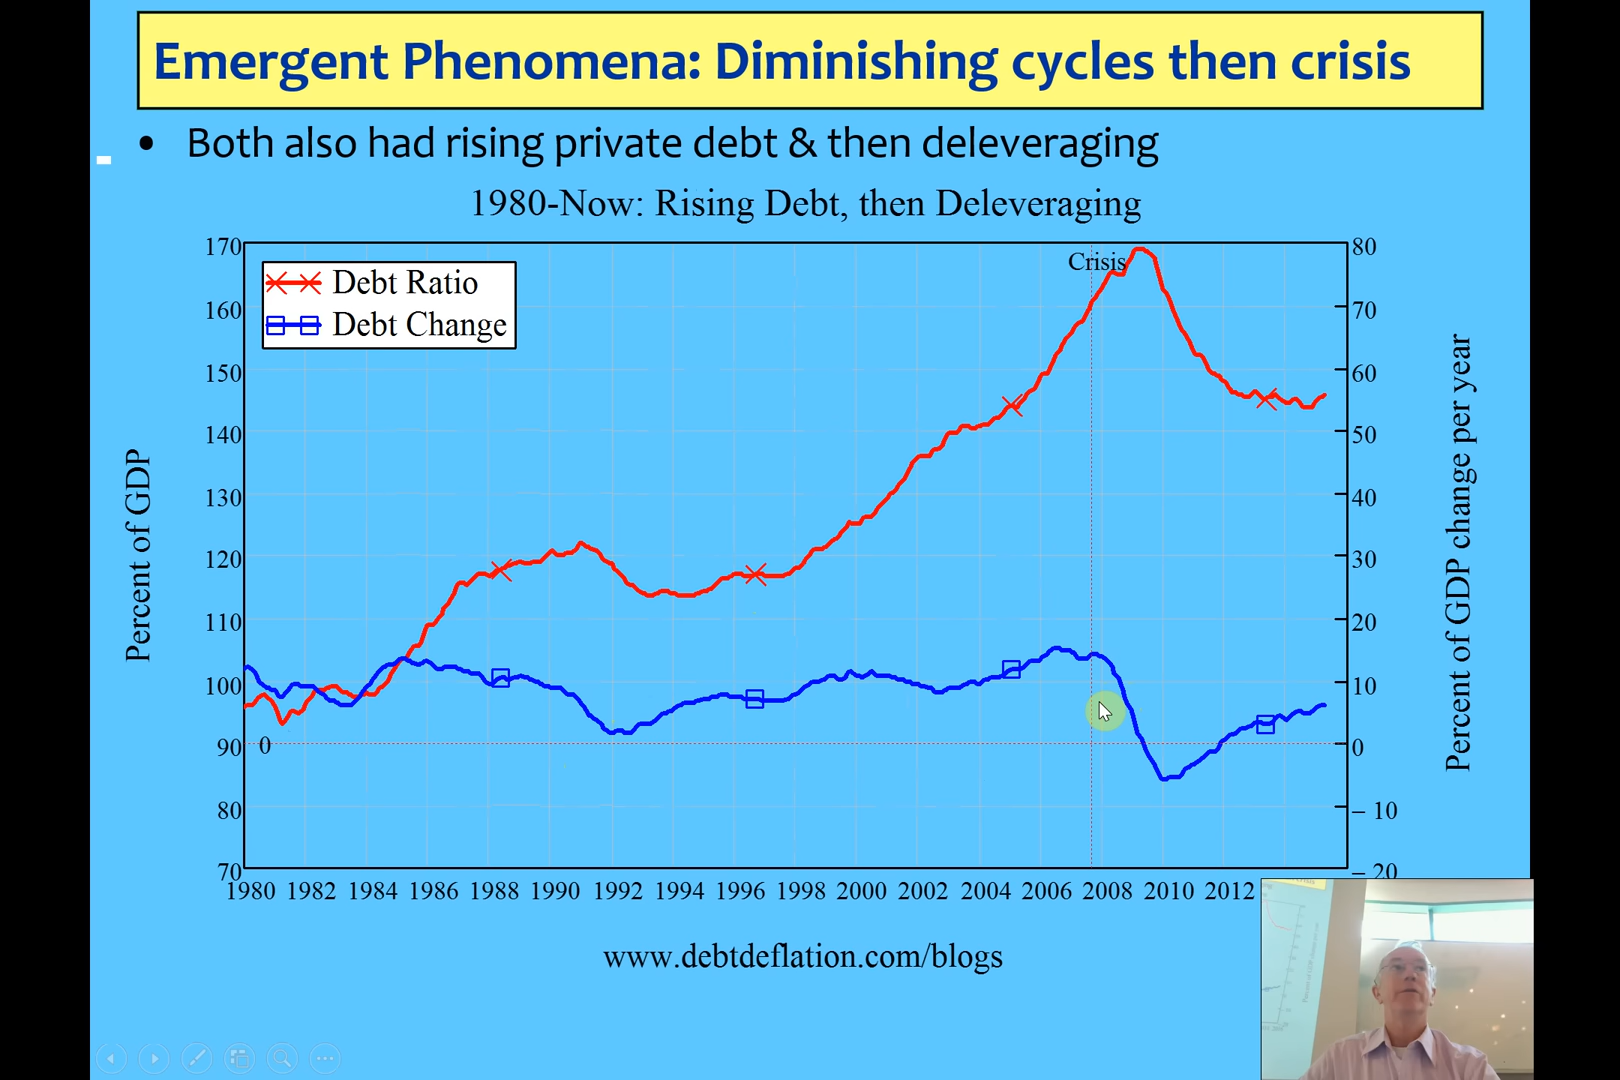 Emergent Phenomena: Diminishing cycles then crisis
• Both also had rising private debt & then deleveraging
1980-Now: Rising Debt, then Deleveraging
Debt Ratio
Debt Change
Crisis
Percent of GDP
170
160
150
140
130
120
110
100
90
80
70
0
80
70
60
50
40
30
20
10
0
– 10
– 20
Percent of GDP change per year
1980 1982 1984 1986 1988 1990 1992 1994 1996 1998 2000 2002 2004 2006 2008 2010 2012
www.debtdeflation.com/blogs